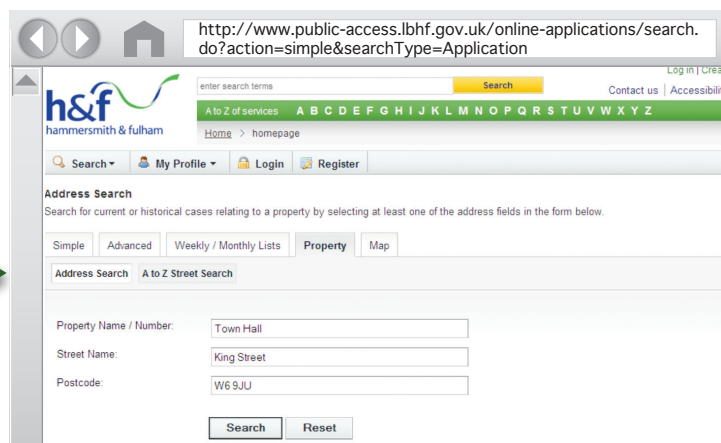 http://www.public-access.lbhf.gov.uk/online-applications/search.
do?action=simple&searchType=Application
Log in | Crea
h&f
hammersmith & fulham
enter search terms
Search
Contact us | Accessibili
A to Z of services A B C D E F G H I J K L M N O P Q R S T U V W X Y Z
Home > homepage
Search
My Profile
Login
Register
Address Search
Search for current or historical cases relating to a property by selecting at least one of the address fields in the form below.
Simple
Advanced
Weekly / Monthly Lists
Property
Map
Address Search
A to Z Street Search
Property Name / Number: Town Hall
Street Name: King Street
Postcode: W6 9JU
Search
Reset